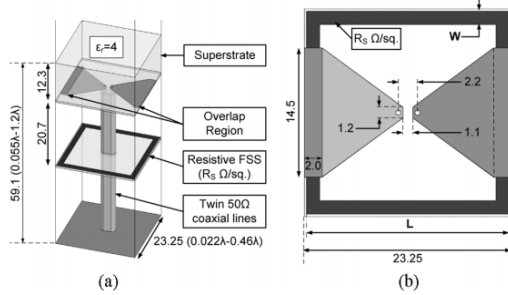 εr=4
Superstrate
12.3
Overlap
Region
20.7
59.1 (0.055λ-1.2λ)
Resistive FSS
(RS Ω/sq.)
Twin 50Ω
coaxial lines
23.25 (0.022λ-0.46λ)
(a)
RS Ω/sq.
W
14.5
2.2
1.2
1.1
2.0
L
23.25
(b)